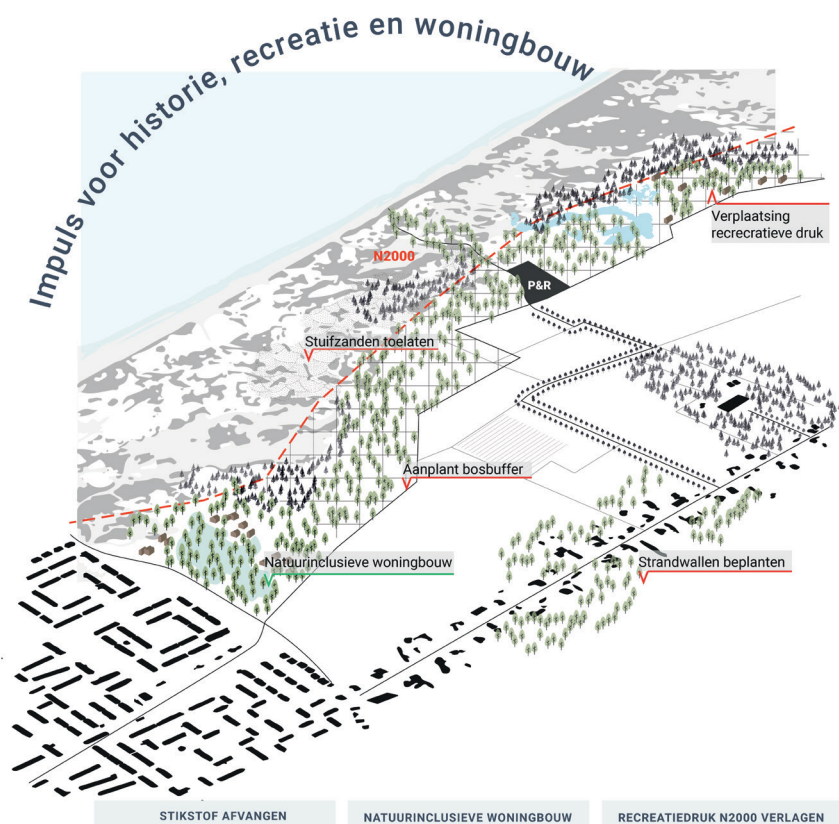 Impuls voor historie, recreatie en woningbouw
Verplaatsing
recrecratieve druk
N2000
P&R
Stuifzanden toelaten
Aanplant bosbuffer
Natuurinclusieve woningbouw
Strandwallen beplanten
STIKSTOF AFVANGEN
NATUURINCLUSIEVE WONINGBOUW
RECREATIEDRUK N2000 VERLAGEN